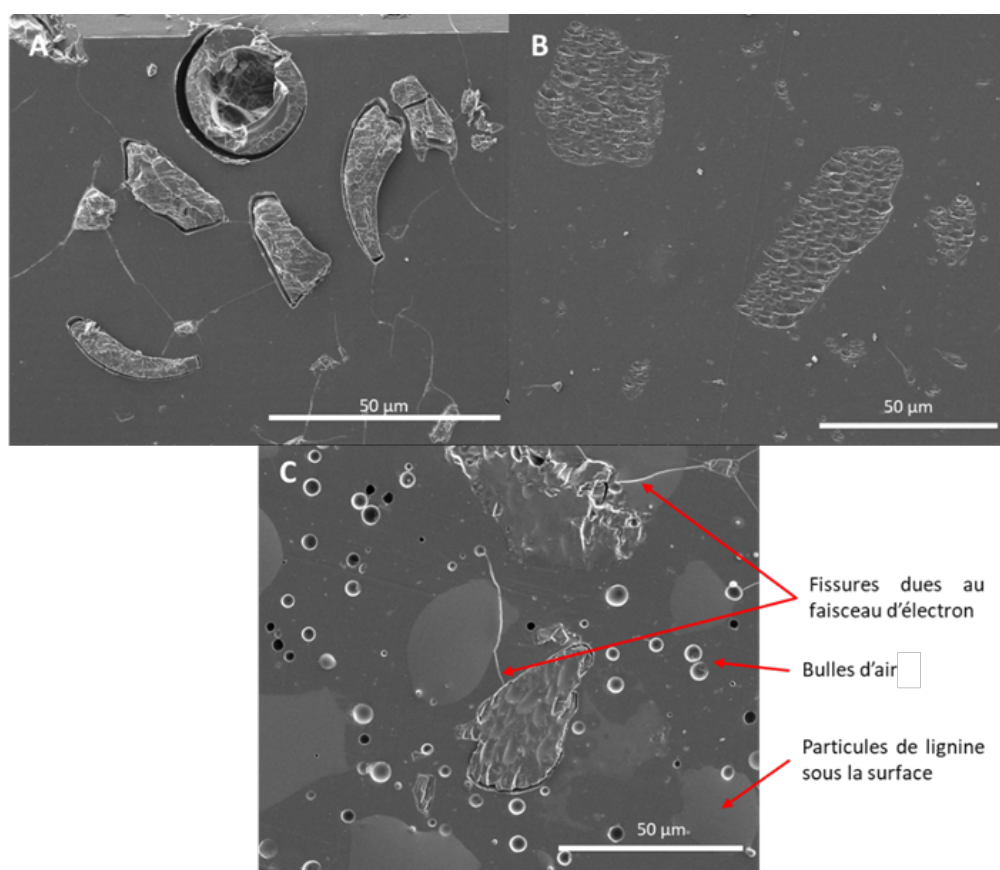 A
B
50 µm
50 µm
C
Fissures dues au
faisceau d'électron
Bulles d'air
Particules de lignine
sous la surface
50 µm